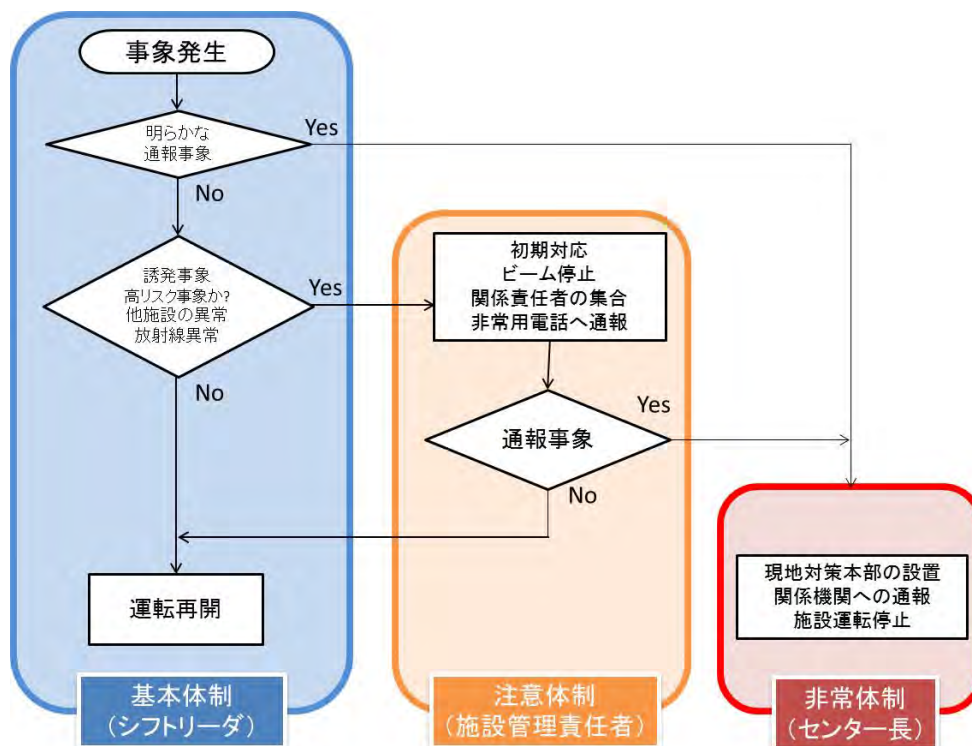 事象発生
明らかな
通報事象
Yes
No
誘発事象
高リスク事象か?
他施設の異常
放射線異常
Yes
No
運転再開
基本体制
(シフトリーダ)
初期対応
ビーム停止
関係責任者の集合
非常用電話へ通報
通報事象
Yes
No
注意体制
(施設管理責任者)
現地対策本部の設置
関係機関への通報
施設運転停止
非常体制
(センター長)